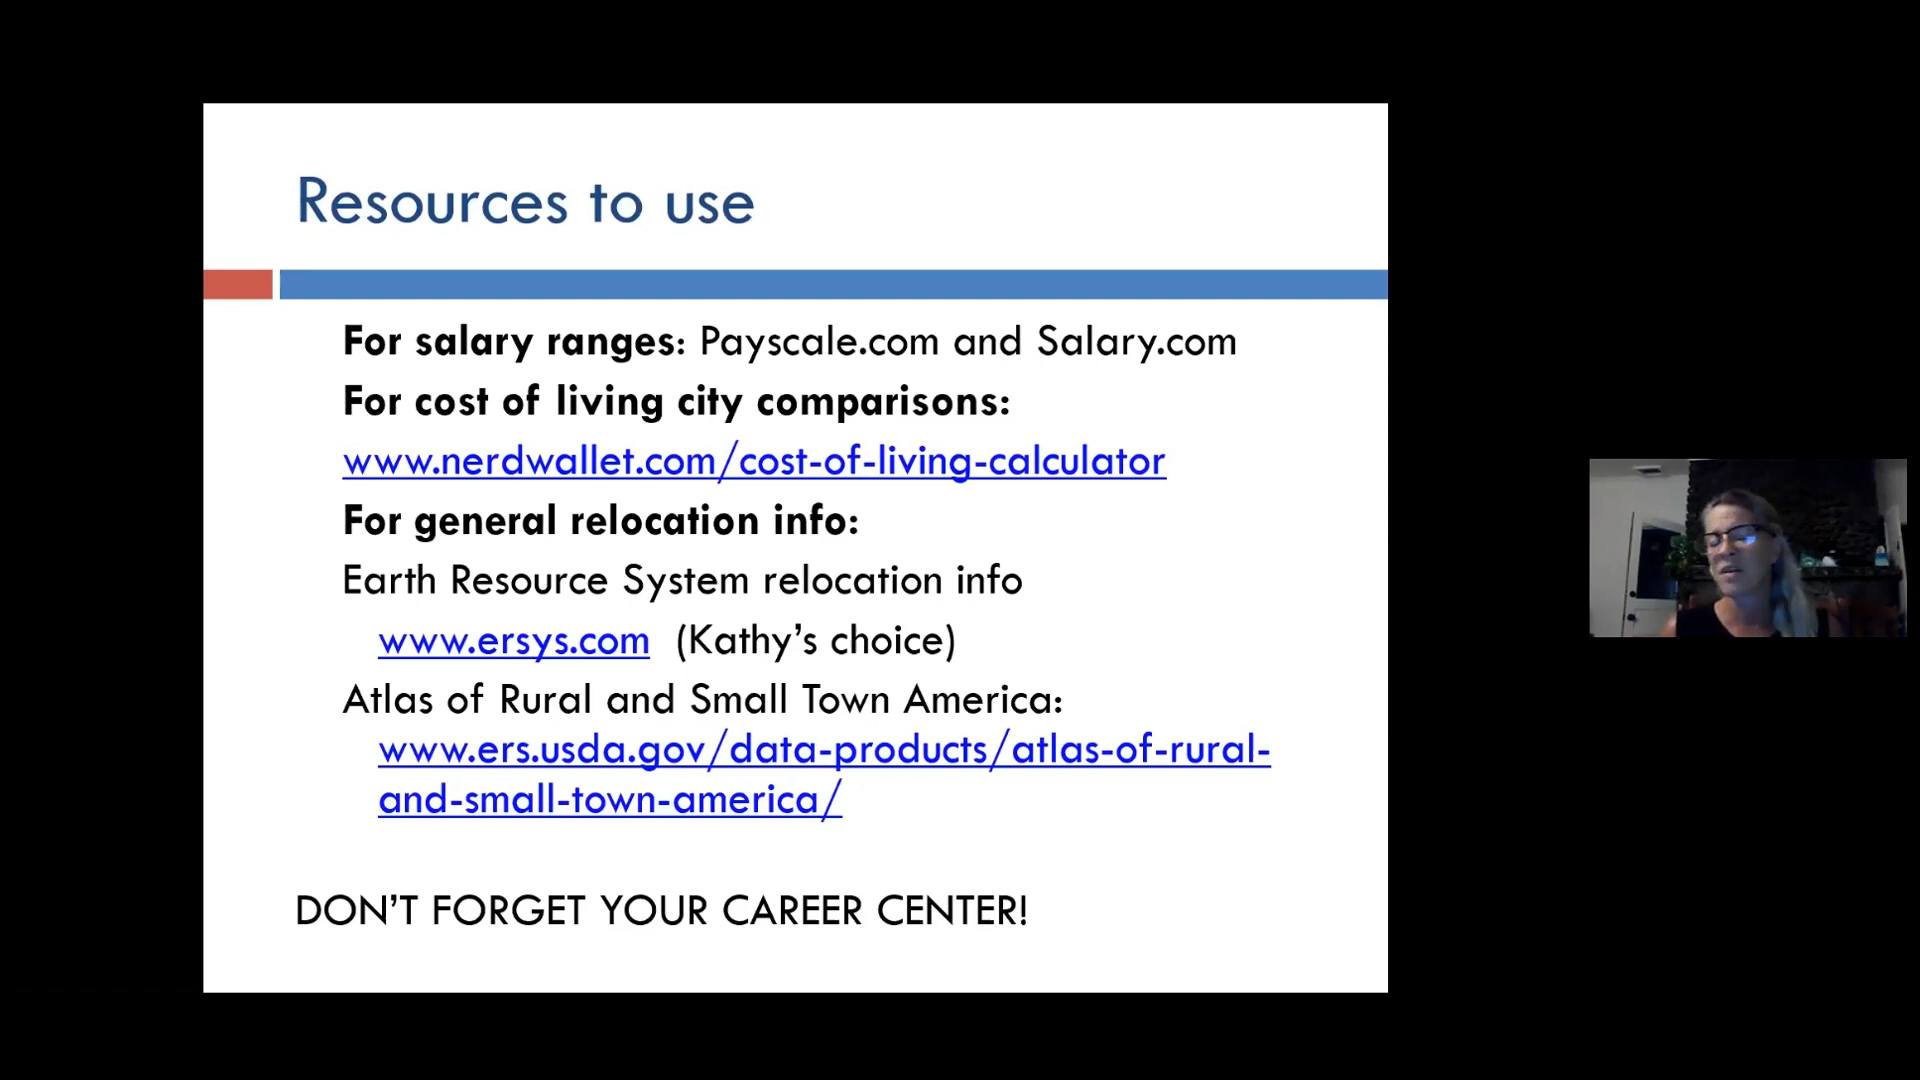 Resources to use
For salary ranges: Payscale.com and Salary.com
For cost of living city comparisons:
www.nerdwallet.com/cost-of-living-calculator
For general relocation info:
Earth Resource System relocation info
www.ersys.com (Kathy’s choice)
Atlas of Rural and Small Town America:
www.ers.usda.gov/data-products/atlas-of-rural-
and-small-town-america/
DON’T FORGET YOUR CAREER CENTER!